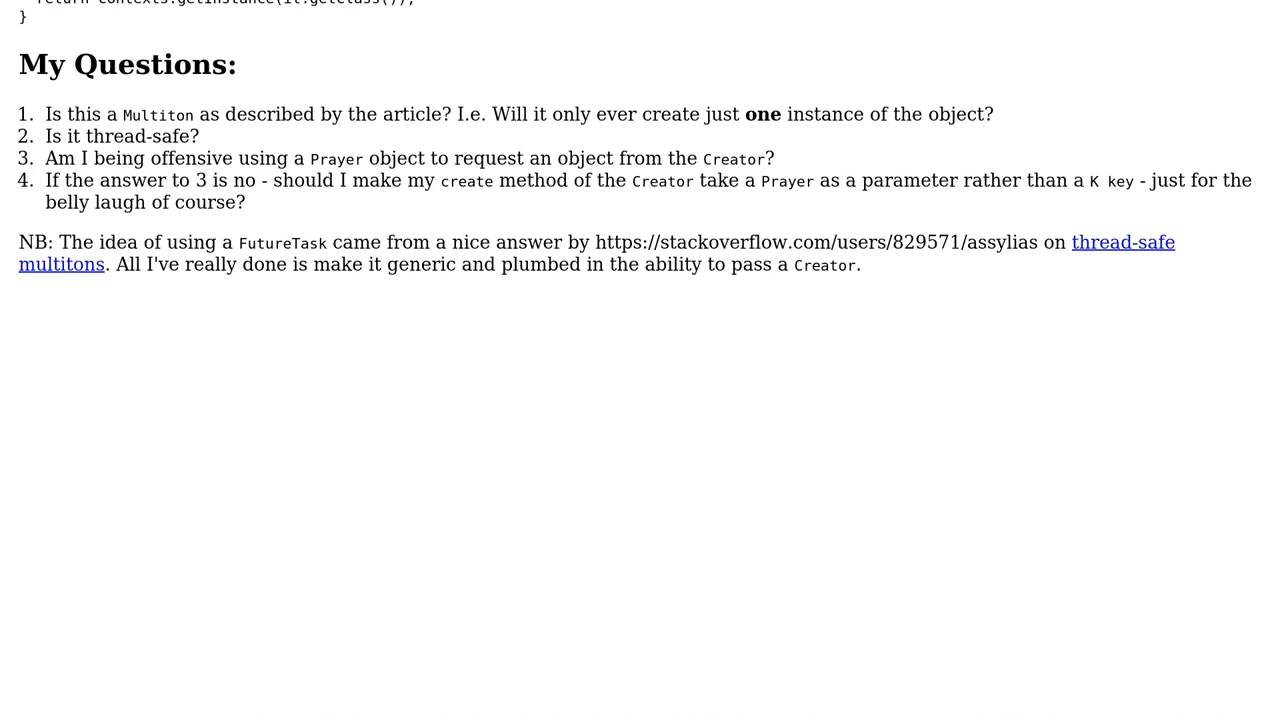 return Contexts.getInstance(it.getClass());
}
My Questions:
1. Is this a Multiton as described by the article? I.e. Will it only ever create just one instance of the object?
2. Is it thread-safe?
3. Am I being offensive using a Prayer object to request an object from the Creator?
4. If the answer to 3 is no - should I make my create method of the Creator take a Prayer as a parameter rather than a K key - just for the
belly laugh of course?
NB: The idea of using a FutureTask came from a nice answer by https://stackoverflow.com/users/829571/assylias on thread-safe
multitons. All I've really done is make it generic and plumbed in the ability to pass a Creator.